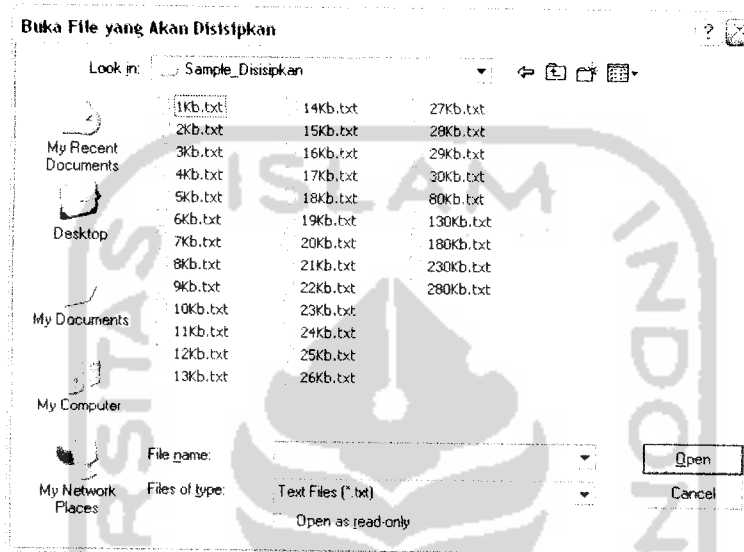 Buka File yang Akan Disisipkan
Look in: Sample_Disisipkan
My Recent
Documents
Desktop
My Documents
My Computer
My Network
Places
1Kb.txt
2Kb.txt
3Kb.txt
4Kb.txt
5Kb.txt
6Kb.txt
7Kb.txt
8Kb.txt
9Kb.txt
10Kb.txt
11Kb.txt
12Kb.txt
13Kb.txt
14Kb.txt
15Kb.txt
16Kb.txt
17Kb.txt
18Kb.txt
19Kb.txt
20Kb.txt
21Kb.txt
22Kb.txt
23Kb.txt
24Kb.txt
25Kb.txt
26Kb.txt
27Kb.txt
28Kb.txt
29Kb.txt
30Kb.txt
80Kb.txt
130Kb.txt
180Kb.txt
230Kb.txt
280Kb.txt
File name:
Open
Files of type: Text Files (*.txt)
Cancel
Open as read-only
ISLAM